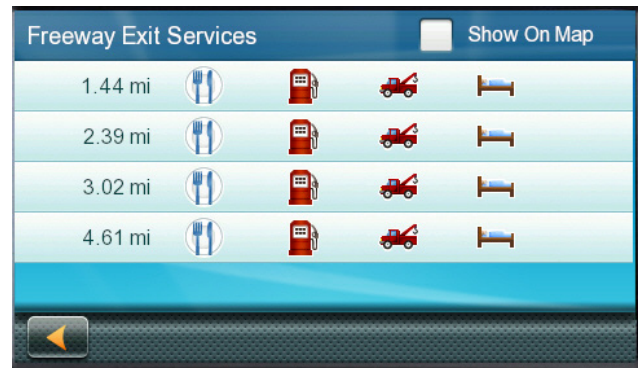 Freeway Exit Services Show On Map
1.44 mi
2.39 mi
3.02 mi
4.61 mi